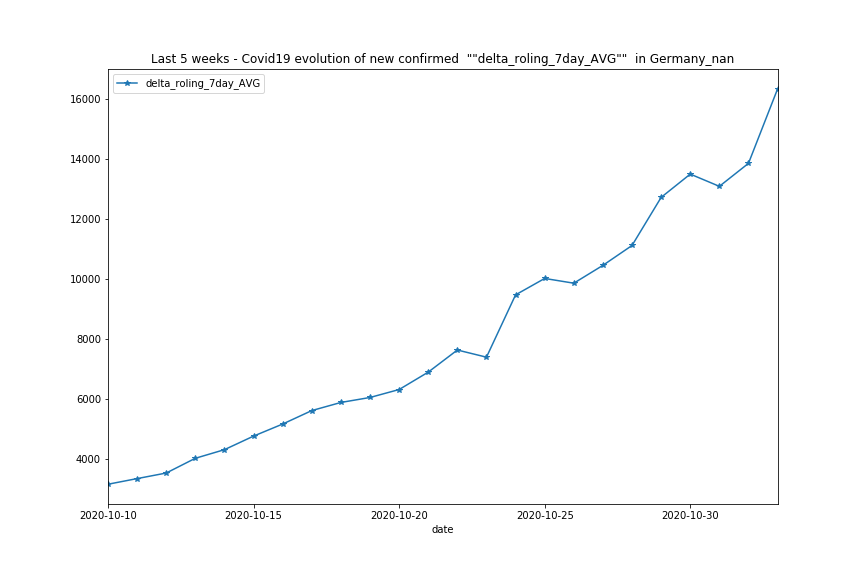 Last 5 weeks - Covid19 evolution of new confirmed  ""delta_roling_7day_AVG""  in Germany_nan
delta_roling_7day_AVG
16000
14000
12000
10000
8000
6000
4000
2020-10-10 2020-10-15 2020-10-20 2020-10-25 2020-10-30
date